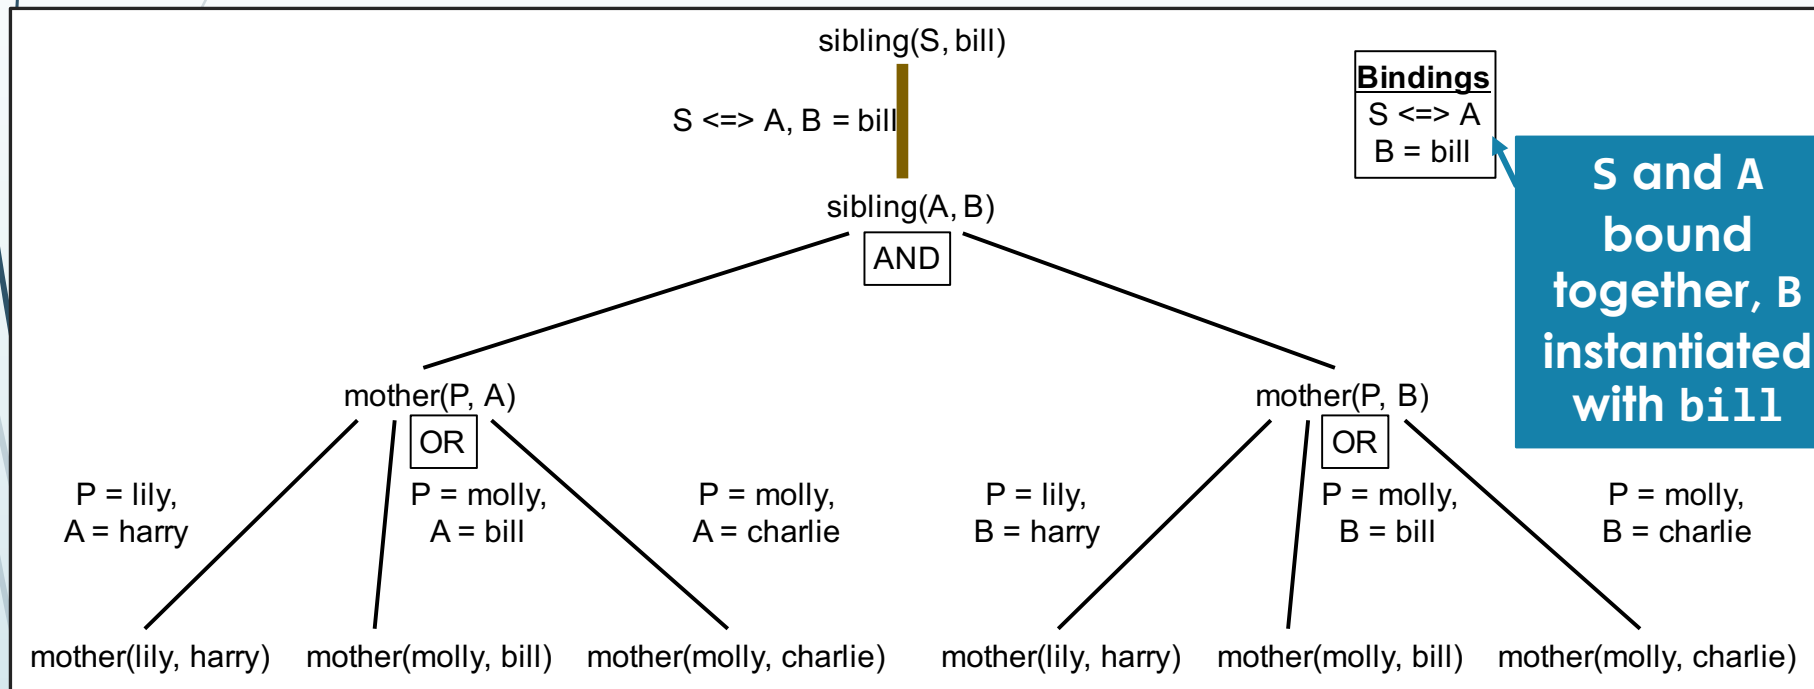 sibling(S, bill)
S <=> A, B = bill
Bindings
S <=> A
B = bill
S and A
bound
together, B
instantiated
with bill
sibling(A, B)
AND
mother(P, A)
OR
mother(P, B)
OR
P = lily,
A = harry
P = molly,
A = bill
P = molly,
A = charlie
P = lily,
B = harry
P = molly,
B = bill
P = molly,
B = charlie
mother(lily, harry)
mother(molly, bill)
mother(molly, charlie)
mother(lily, harry)
mother(molly, bill)
mother(molly, charlie)